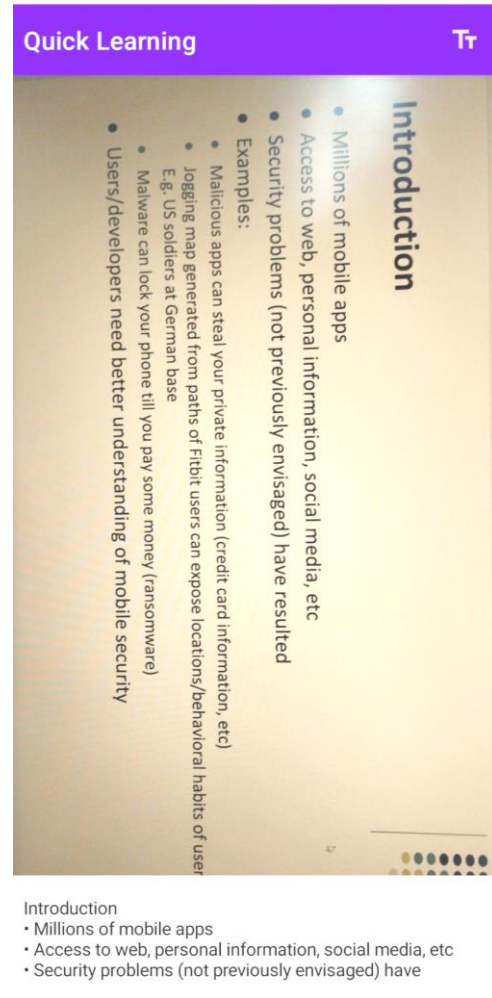 Quick Learning
TT
Introduction
• Millions of mobile apps
• Access to web, personal information, social media, etc
• Security problems (not previously envisaged) have resulted
• Examples:
• Malicious apps can steal your private information (credit card information, etc)
• Jogging map generated from paths of Fitbit users can expose locations/behavioral habits of user
E.g. US soldiers at German base
• Malware can lock your phone till you pay some money (ransomware)
• Users/developers need better understanding of mobile security
Introduction
• Millions of mobile apps
• Access to web, personal information, social media, etc
• Security problems (not previously envisaged) have